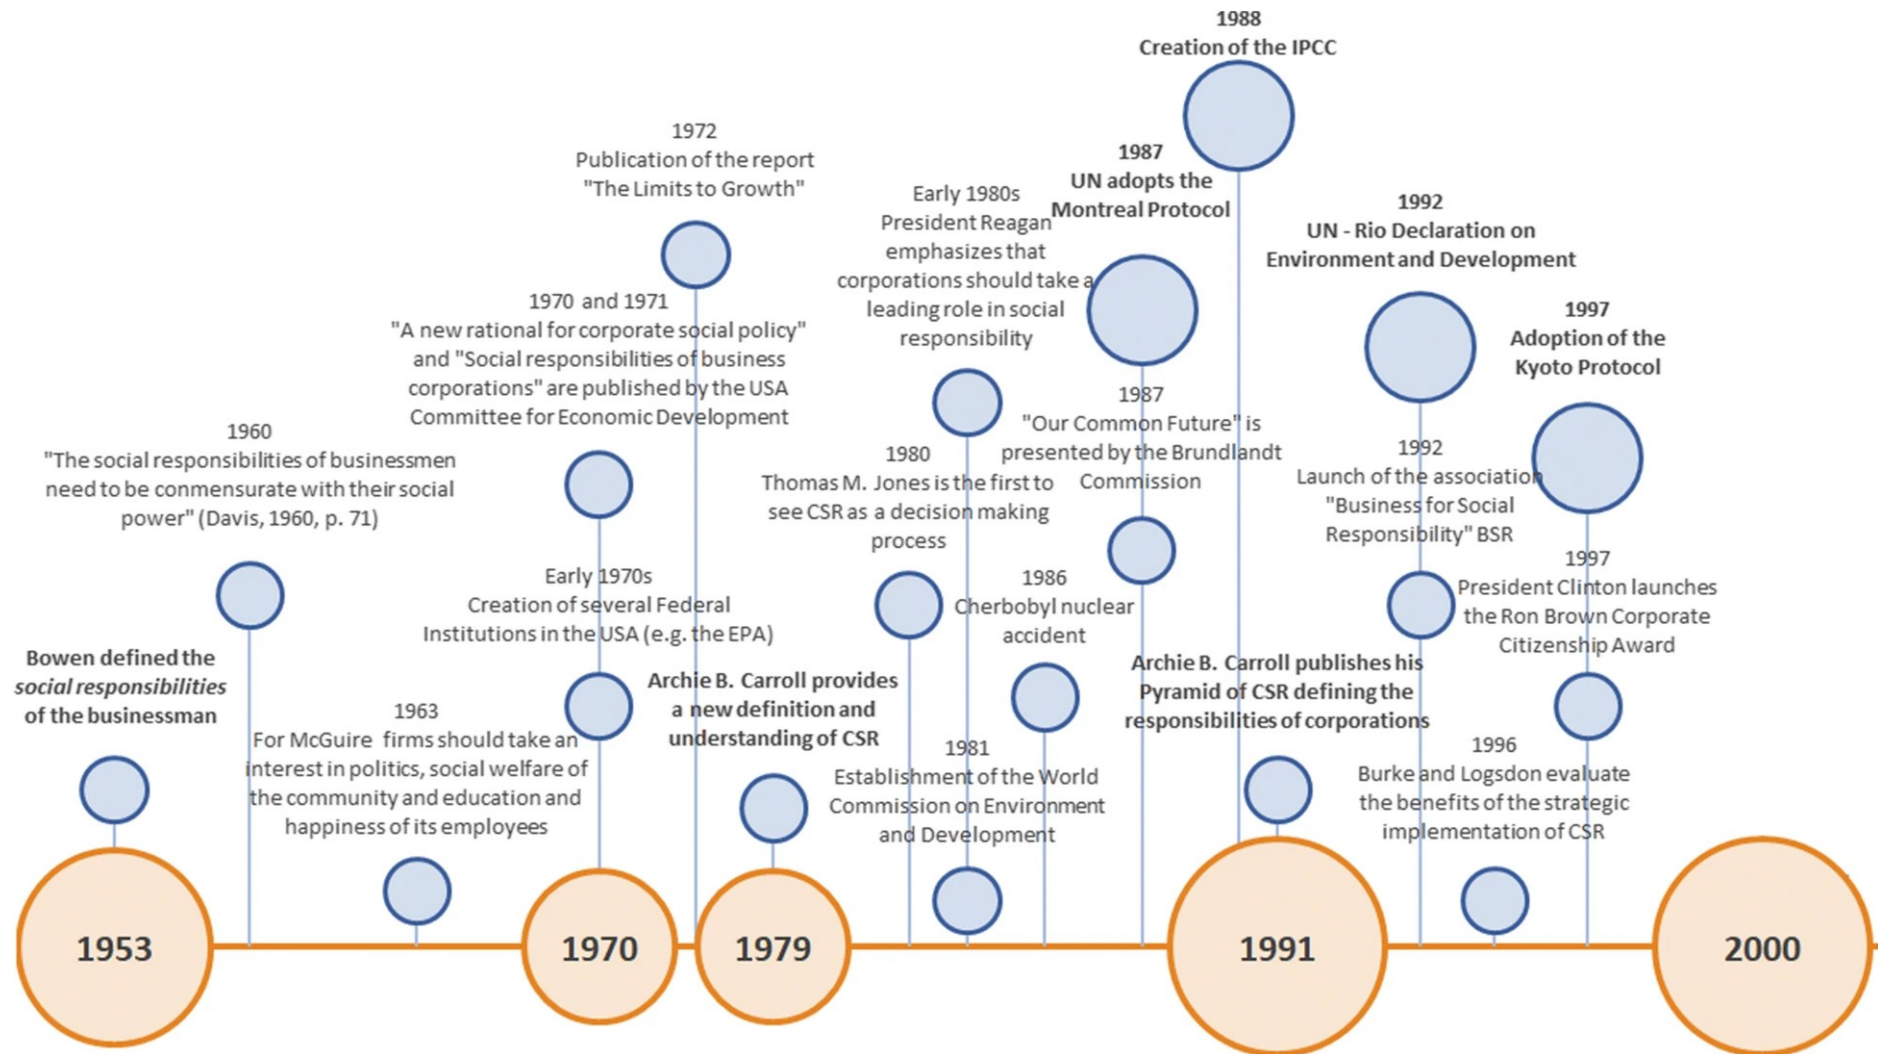 Bowen defined the
social responsibilities
of the businessman
1960
"The social responsibilities of businessmen
need to be conmensurate with their social
power" (Davis, 1960, p. 71)
1963
For McGuire firms should take an
interest in politics, social welfare of
the community and education and
happiness of its employees
1970 and 1971
"A new rational for corporate social policy"
and "Social responsibilities of business
corporations" are published by the USA
Committee for Economic Development
Early 1970s
Creation of several Federal
Institutions in the USA (e.g. the EPA)
1972
Publication of the report
"The Limits to Growth"
Archie B. Carroll provides
a new definition and
understanding of CSR
1980
Thomas M. Jones is the first to
see CSR as a decision making
process
Early 1980s
President Reagan
emphasizes that
corporations should take a
leading role in social
responsibility
1981
Establishment of the World
Commission on Environment
and Development
1986
Cherbobyl nuclear
accident
1987
UN adopts the
Montreal Protocol
1987
"Our Common Future" is
presented by the Brundlandt
Commission
1988
Creation of the IPCC
Archie B. Carroll publishes his
Pyramid of CSR defining the
responsibilities of corporations
1992
UN - Rio Declaration on
Environment and Development
1992
Launch of the association
"Business for Social
Responsibility" BSR
1996
Burke and Logsdon evaluate
the benefits of the strategic
implementation of CSR
1997
Adoption of the
Kyoto Protocol
1997
President Clinton launches
the Ron Brown Corporate
Citizenship Award
1953
1970
1979
1991
2000